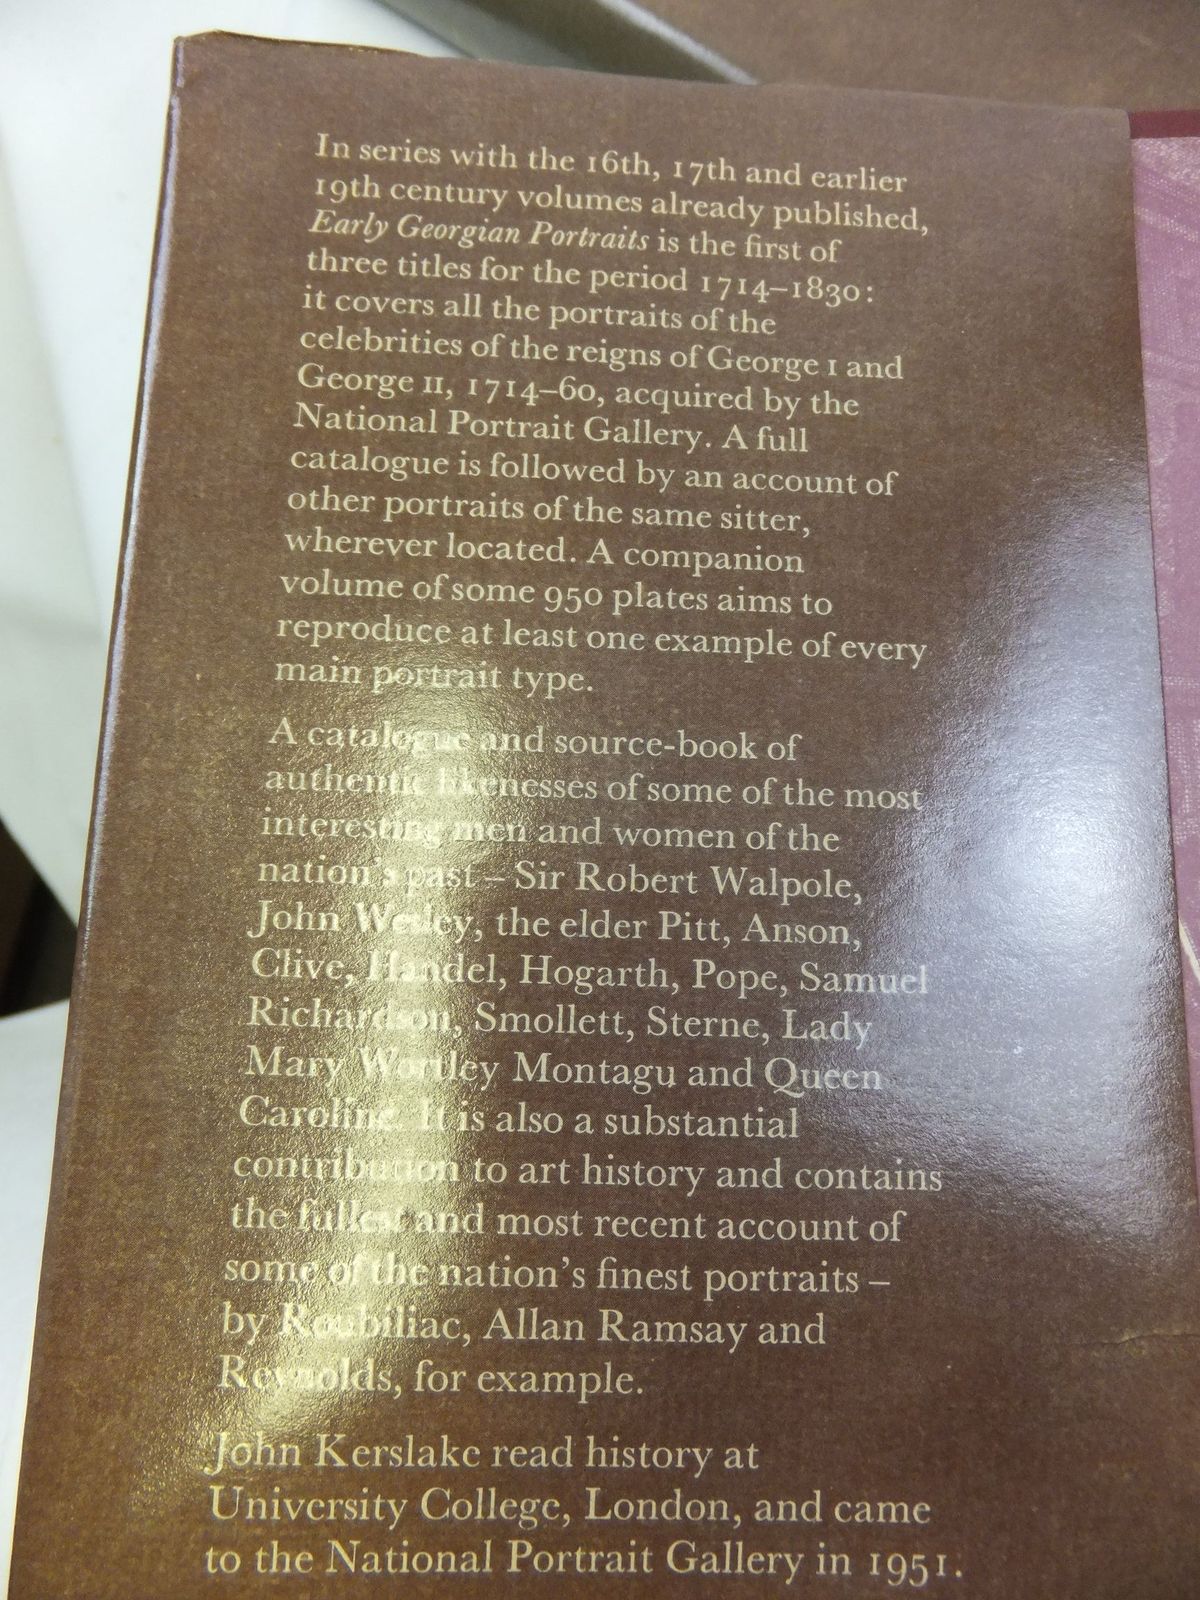 In series with the 16th, 17th and earlier
19th century volumes already published,
Early Georgian Portraits is the first of
three titles for the period 1714–1830:
it covers all the portraits of the
celebrities of the reigns of George I and
George II, 1714–60, acquired by the
National Portrait Gallery. A full
catalogue is followed by an account of
other portraits of the same sitter,
wherever located. A companion
volume of some 950 plates aims to
reproduce at least one example of every
main portrait type.
A catalogue and source-book of
authentic likenesses of some of the most
interesting men and women of the
nation's past – Sir Robert Walpole,
John Wesley, the elder Pitt, Anson,
Clive, Handel, Hogarth, Pope, Samuel
Richardson, Smollett, Sterne, Lady
Mary Wortley Montagu and Queen
Caroline. It is also a substantial
contribution to art history and contains
the fullest and most recent account of
some of the nation's finest portraits –
by Roubiliac, Allan Ramsay and
Reynolds, for example.
John Kerslake read history at
University College, London, and came
to the National Portrait Gallery in 1951.